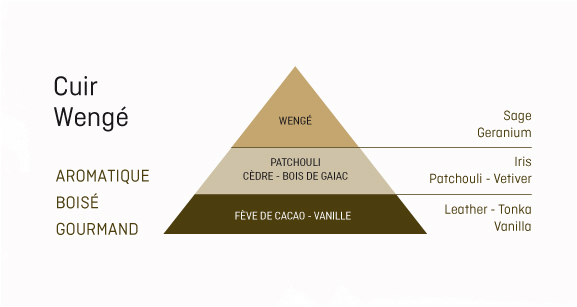 Cuir
Wengé
AROMATIQUE
BOISÉ
GOURMAND
WENGÉ
PATCHOULI
CÈDRE - BOIS DE GAIAC
FÈVE DE CACAO - VANILLE
Sage
Geranium
Iris
Patchouli - Vetiver
Leather - Tonka
Vanilla